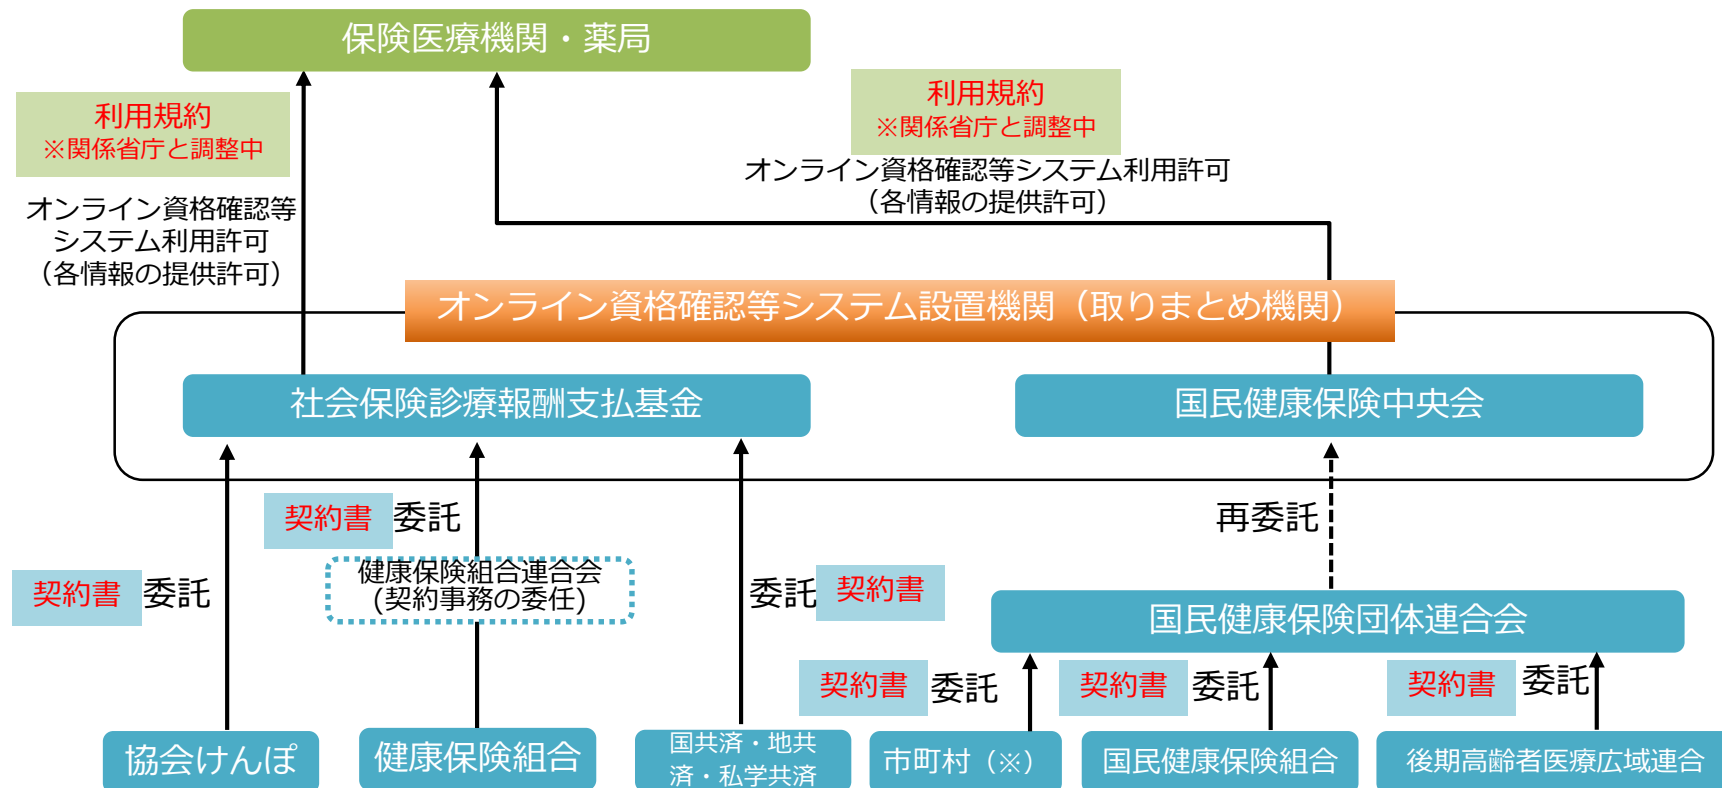 保険医療機関・薬局
利用規約
※関係省庁と調整中
利用規約
※関係省庁と調整中
オンライン資格確認等
システム利用許可
（各情報の提供許可）
オンライン資格確認等システム利用許可
（各情報の提供許可）
オンライン資格確認等システム設置機関（取りまとめ機関）
社会保険診療報酬支払基金
国民健康保険中央会
契約書 委託
再委託
契約書 委託
健康保険組合連合会
(契約事務の委任)
委託 契約書
国民健康保険団体連合会
契約書 委託
契約書 委託
契約書 委託
協会けんぽ
健康保険組合
国共済・地共
済・私学共済
市町村（※）
国民健康保険組合
後期高齢者医療広域連合